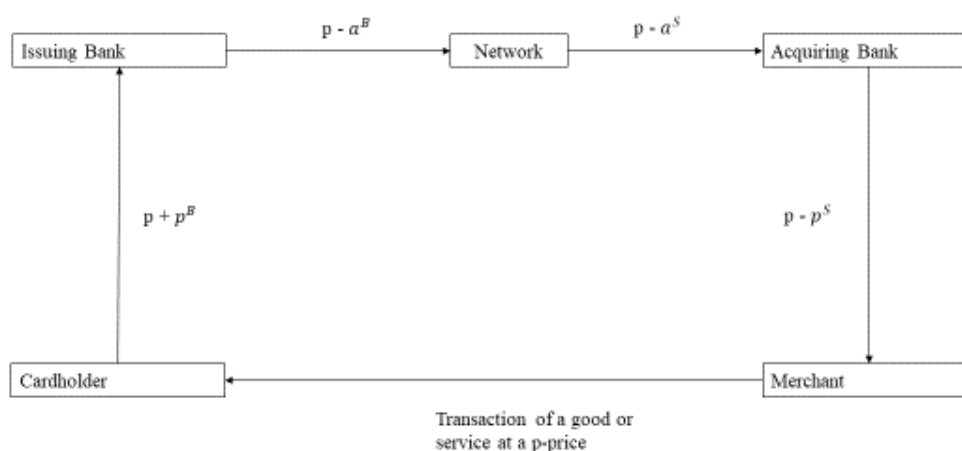 p - a^B
p - a^S
Issuing Bank
Network
Acquiring Bank
p + p^B
p - p^S
Cardholder
Merchant
Transaction of a good or
service at a p-price